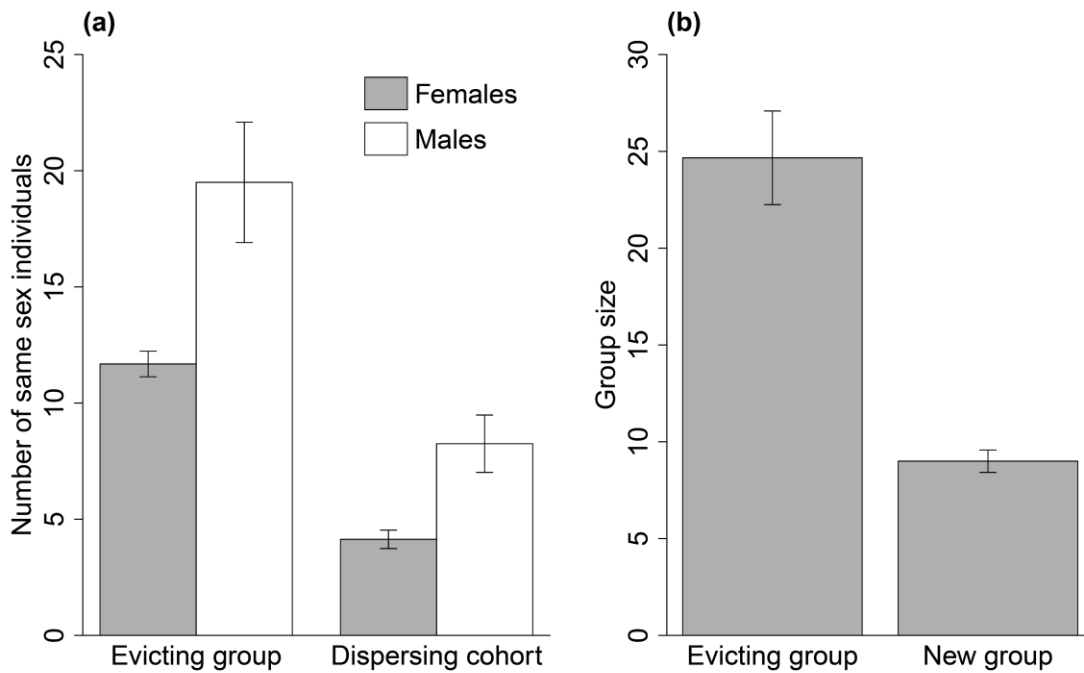 (a)
Number of same sex individuals
25
20
15
10
5
0
Females
Males
Evicting group
Dispersing cohort
(b)
Group size
30
25
20
15
10
5
0
Evicting group
New group